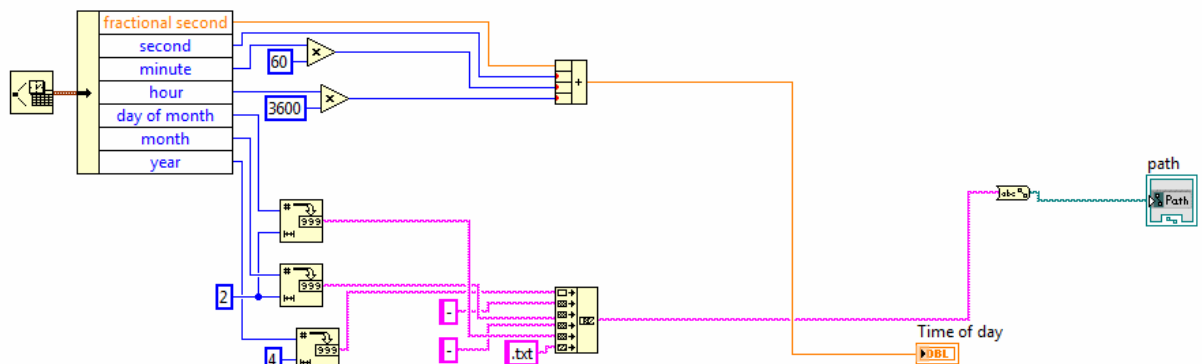 fractional second
second
minute
hour
day of month
month
year
60
3600
x
x
+
path
abc
Path
#
999
#
999
#
999
2
4
-
-
.txt
Time of day
DBL